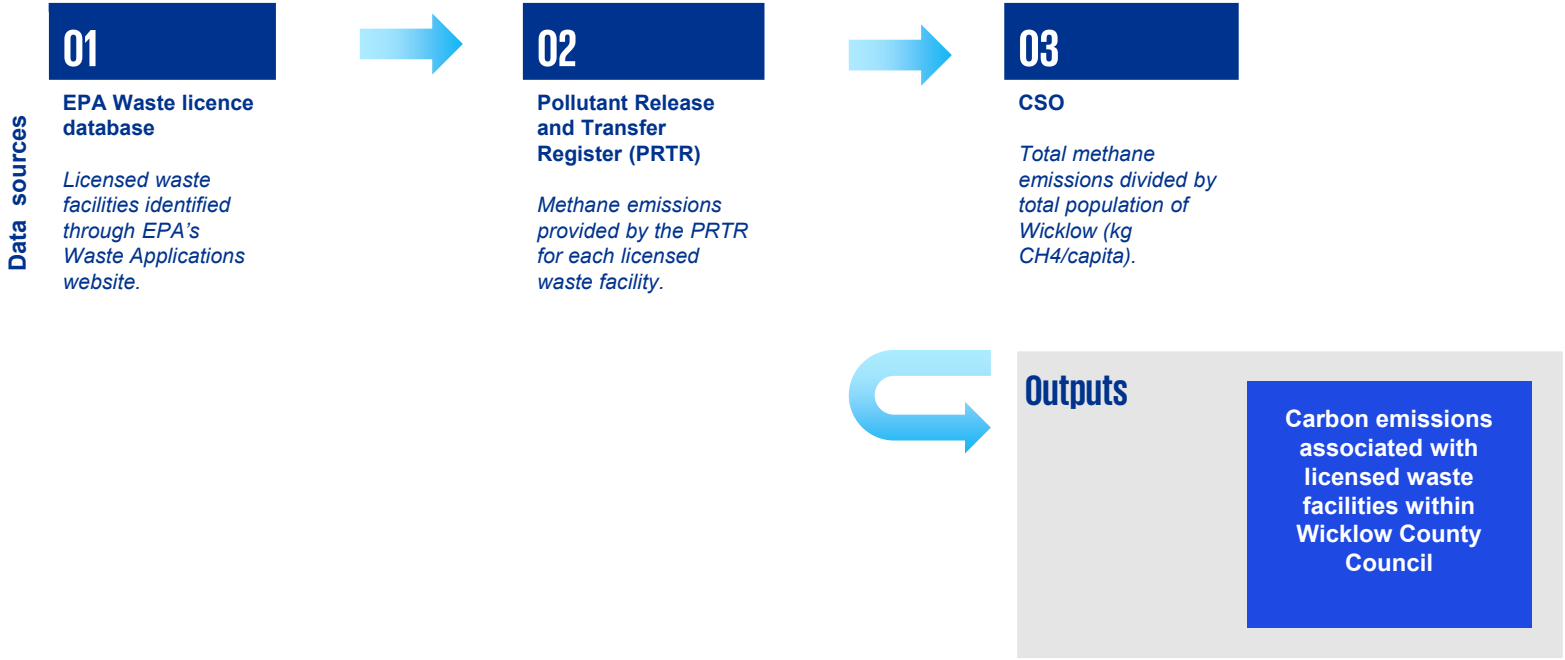 Data sources
01
EPA Waste licence
database
Licensed waste
facilities identified
through EPA's
Waste Applications
website.
02
Pollutant Release
and Transfer
Register (PRTR)
Methane emissions
provided by the PRTR
for each licensed
waste facility.
03
CSO
Total methane
emissions divided by
total population of
Wicklow (kg
CH4/capita).
Outputs
Carbon emissions
associated with
licensed waste
facilities within
Wicklow County
Council